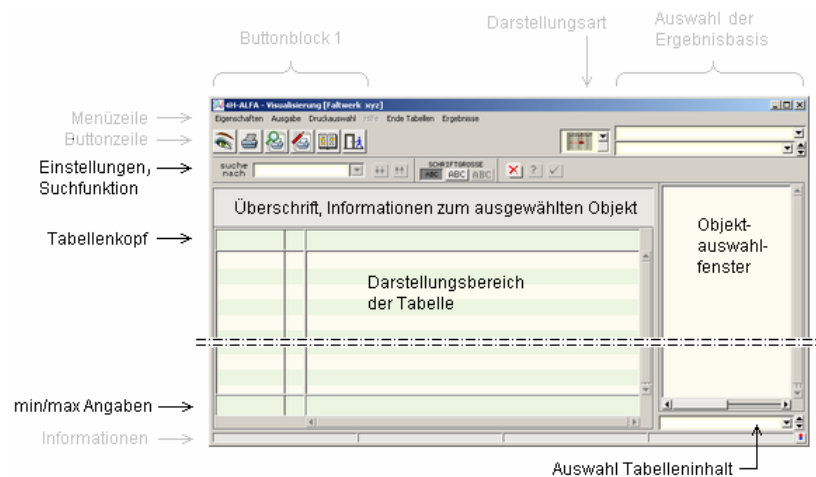 Darstellungsart
Auswahl der
Ergebnisbasis
Buttonblock 1
4H-ALFA - Visualisierung [Faltwerk xyz]
Menüzeile
Eigenschaften Ausgabe Druckauswahl Hilfe Ende Tabellen Ergebnisse
Buttonzeile
Einstellungen,
Suchfunktion
suche
nach
SCHRIFTGRÖSSE
ABC ABC ABC
?
Überschrift, Informationen zum ausgewählten Objekt
Objekt-
auswahl-
fenster
Tabellenkopf
Darstellungsbereich
der Tabelle
min/max Angaben
Informationen
Auswahl Tabelleninhalt